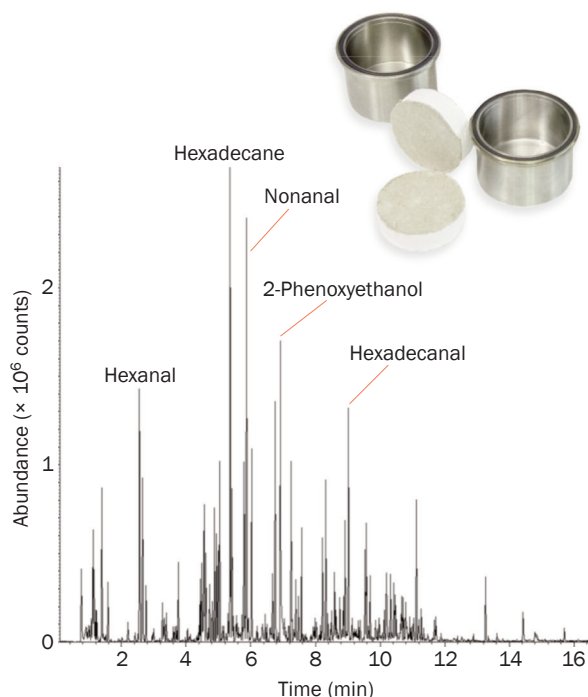 Hexadecane
Nonanal
2-Phenoxyethanol
Hexanal
Hexadecanal
Abundance (× 10⁶ counts)
2
1
0
2 4 6 8 10 12 14 16
Time (min)